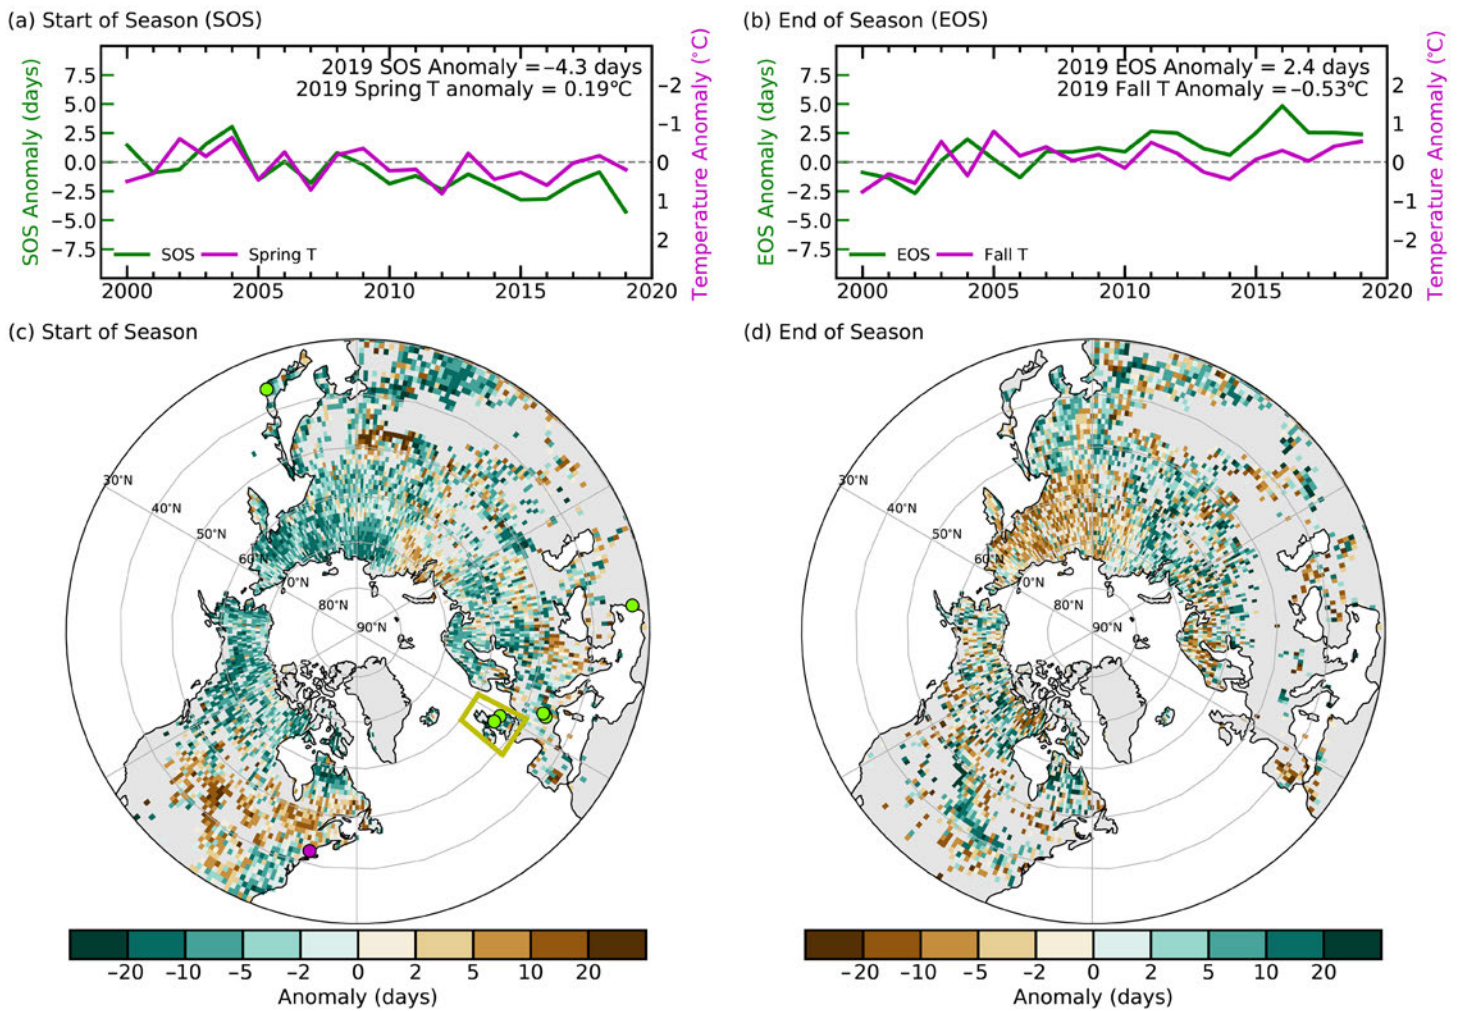 (a) Start of Season (SOS)
2019 SOS Anomaly =–4.3 days
2019 Spring T anomaly = 0.19°C
SOS Anomaly (days)
7.5
5.0
2.5
0.0
−2.5
−5.0
−7.5
Temperature Anomaly (°C)
−2
−1
0
1
2
SOS
Spring T
2000
2005
2010
2015
2020
(b) End of Season (EOS)
2019 EOS Anomaly = 2.4 days
2019 Fall T Anomaly =–0.53°C
EOS Anomaly (days)
7.5
5.0
2.5
0.0
−2.5
−5.0
−7.5
Temperature Anomaly (°C)
2
1
0
−1
−2
EOS
Fall T
2000
2005
2010
2015
2020
(c) Start of Season
30°N
40°N
50°N
60°N
70°N
80°N
90°N
−20
−10
−5
−2
0
2
5
10
20
Anomaly (days)
(d) End of Season
30°N
40°N
50°N
60°N
70°N
80°N
90°N
−20
−10
−5
−2
0
2
5
10
20
Anomaly (days)